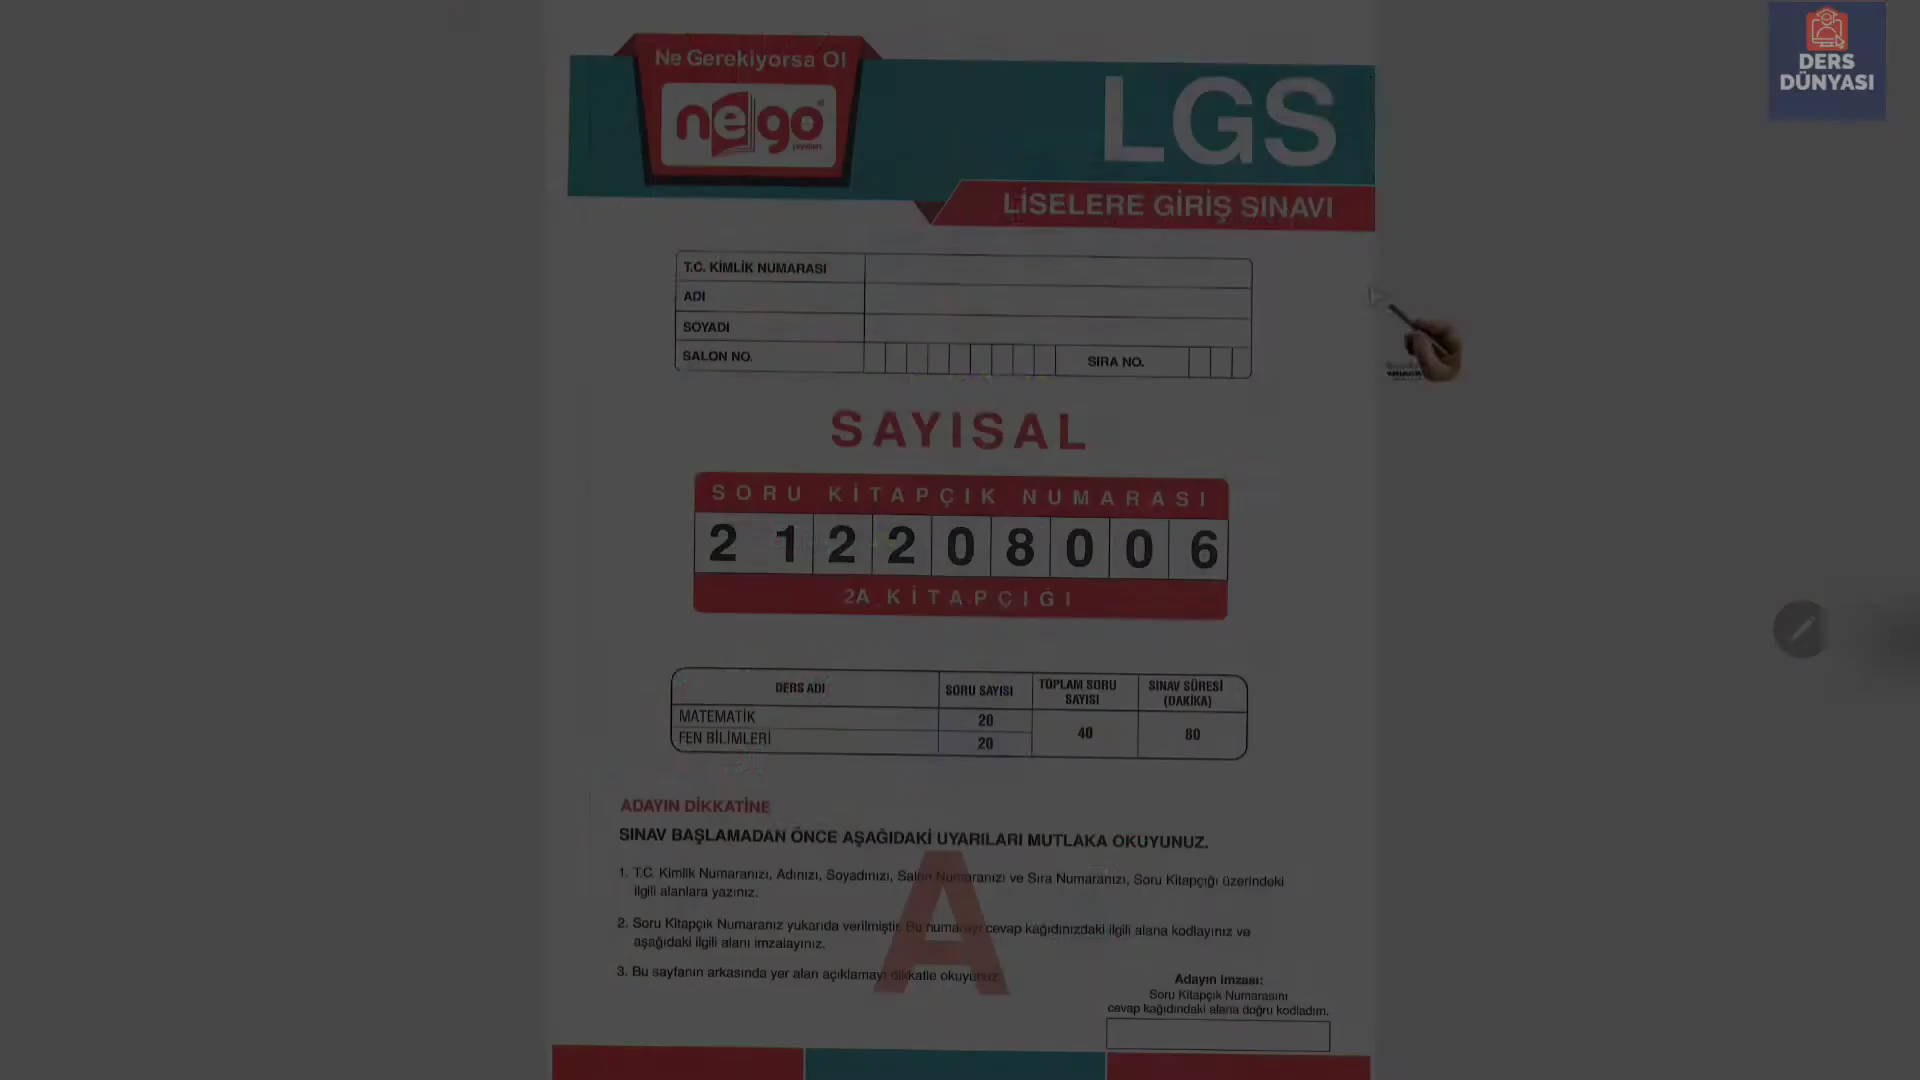 Ne Gerekiyorsa Ol
nego
yayınları
LGS
LİSELERE GİRİŞ SINAVI
DERS
DÜNYASI
T.C. KİMLİK NUMARASI
ADI
SOYADI
SALON NO.
SIRA NO.
SAYISAL
SORU KİTAPÇIK NUMARASI
2 1 2 2 0 8 0 0 6
2A KİTAPÇIĞI
DERS ADI SORU SAYISI TOPLAM SORU SAYISI SINAV SÜRESİ (DAKİKA)
MATEMATİK 20 40 80
FEN BİLİMLERİ 20
ADAYIN DİKKATİNE
SINAV BAŞLAMADAN ÖNCE AŞAĞIDAKİ UYARILARI MUTLAKA OKUYUNUZ.
1. T.C. Kimlik Numaranızı, Adınızı, Soyadınızı, Salon Numaranızı ve Sıra Numaranızı, Soru Kitapçığı üzerindeki
ilgili alanlara yazınız.
2. Soru Kitapçık Numaranız yukarıda verilmiştir. Bu numarayı cevap kağıdınızdaki ilgili alana kodlayınız ve
aşağıdaki ilgili alanı imzalayınız.
3. Bu sayfanın arkasında yer alan açıklamayı dikkatle okuyunuz.
A
Adayın imzası:
Soru Kitapçık Numarasını
cevap kağıdındaki alana doğru kodladım.